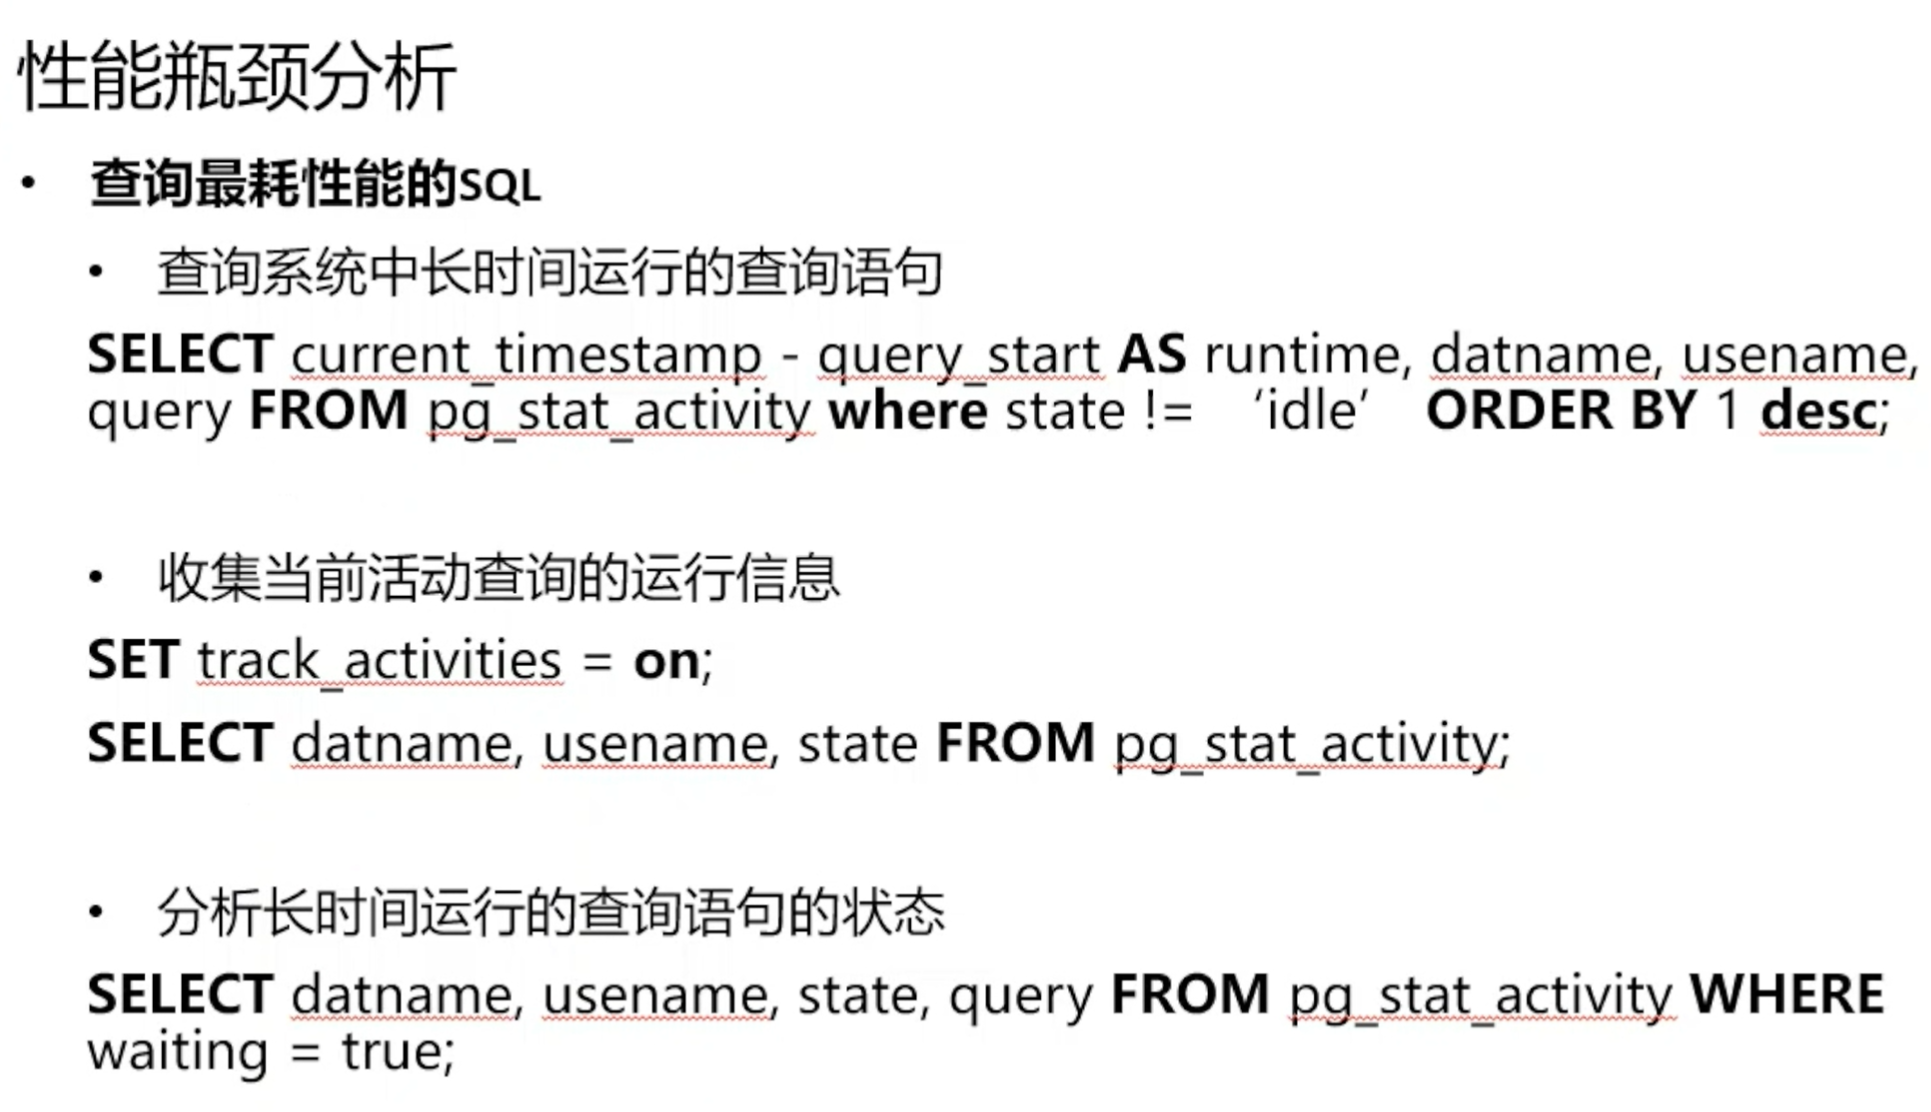 性能瓶颈分析
• 查询最耗性能的SQL
• 查询系统中长时间运行的查询语句
SELECT current_timestamp - query_start AS runtime, datname, usename,
query FROM pg_stat_activity where state != ‘idle’ ORDER BY 1 desc;
• 收集当前活动查询的运行信息
SET track_activities = on;
SELECT datname, usename, state FROM pg_stat_activity;
• 分析长时间运行的查询语句的状态
SELECT datname, usename, state, query FROM pg_stat_activity WHERE
waiting = true;